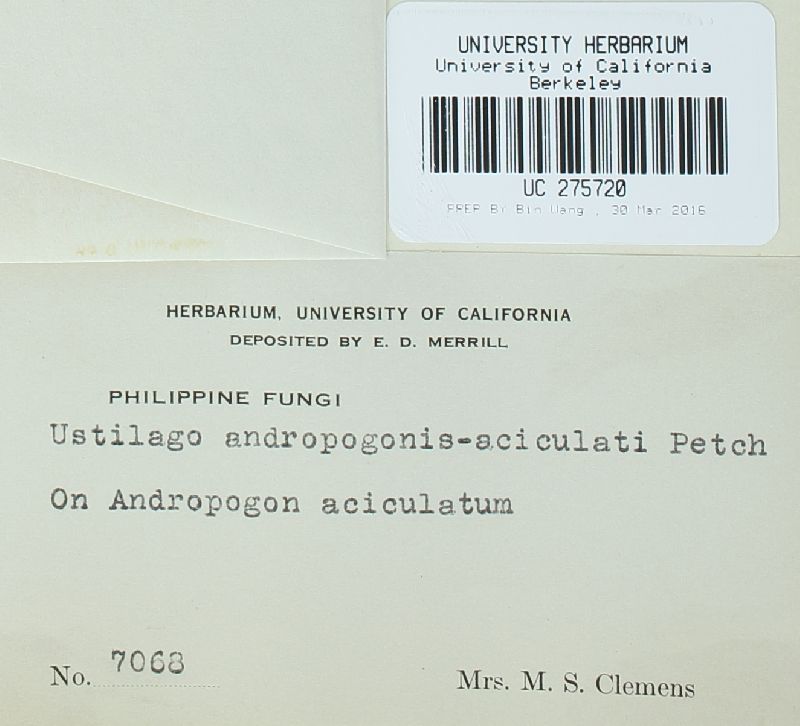 UNIVERSITY HERBARIUM
University of California
Berkeley
UC 275720
PREP By Bin Wang , 30 Mar 2016
HERBARIUM, UNIVERSITY OF CALIFORNIA
DEPOSITED BY E. D. MERRILL
PHILIPPINE FUNGI
Ustilago andropogonis-aciculati Petch
On Andropogon aciculatum
No. 7068
Mrs. M. S. Clemens